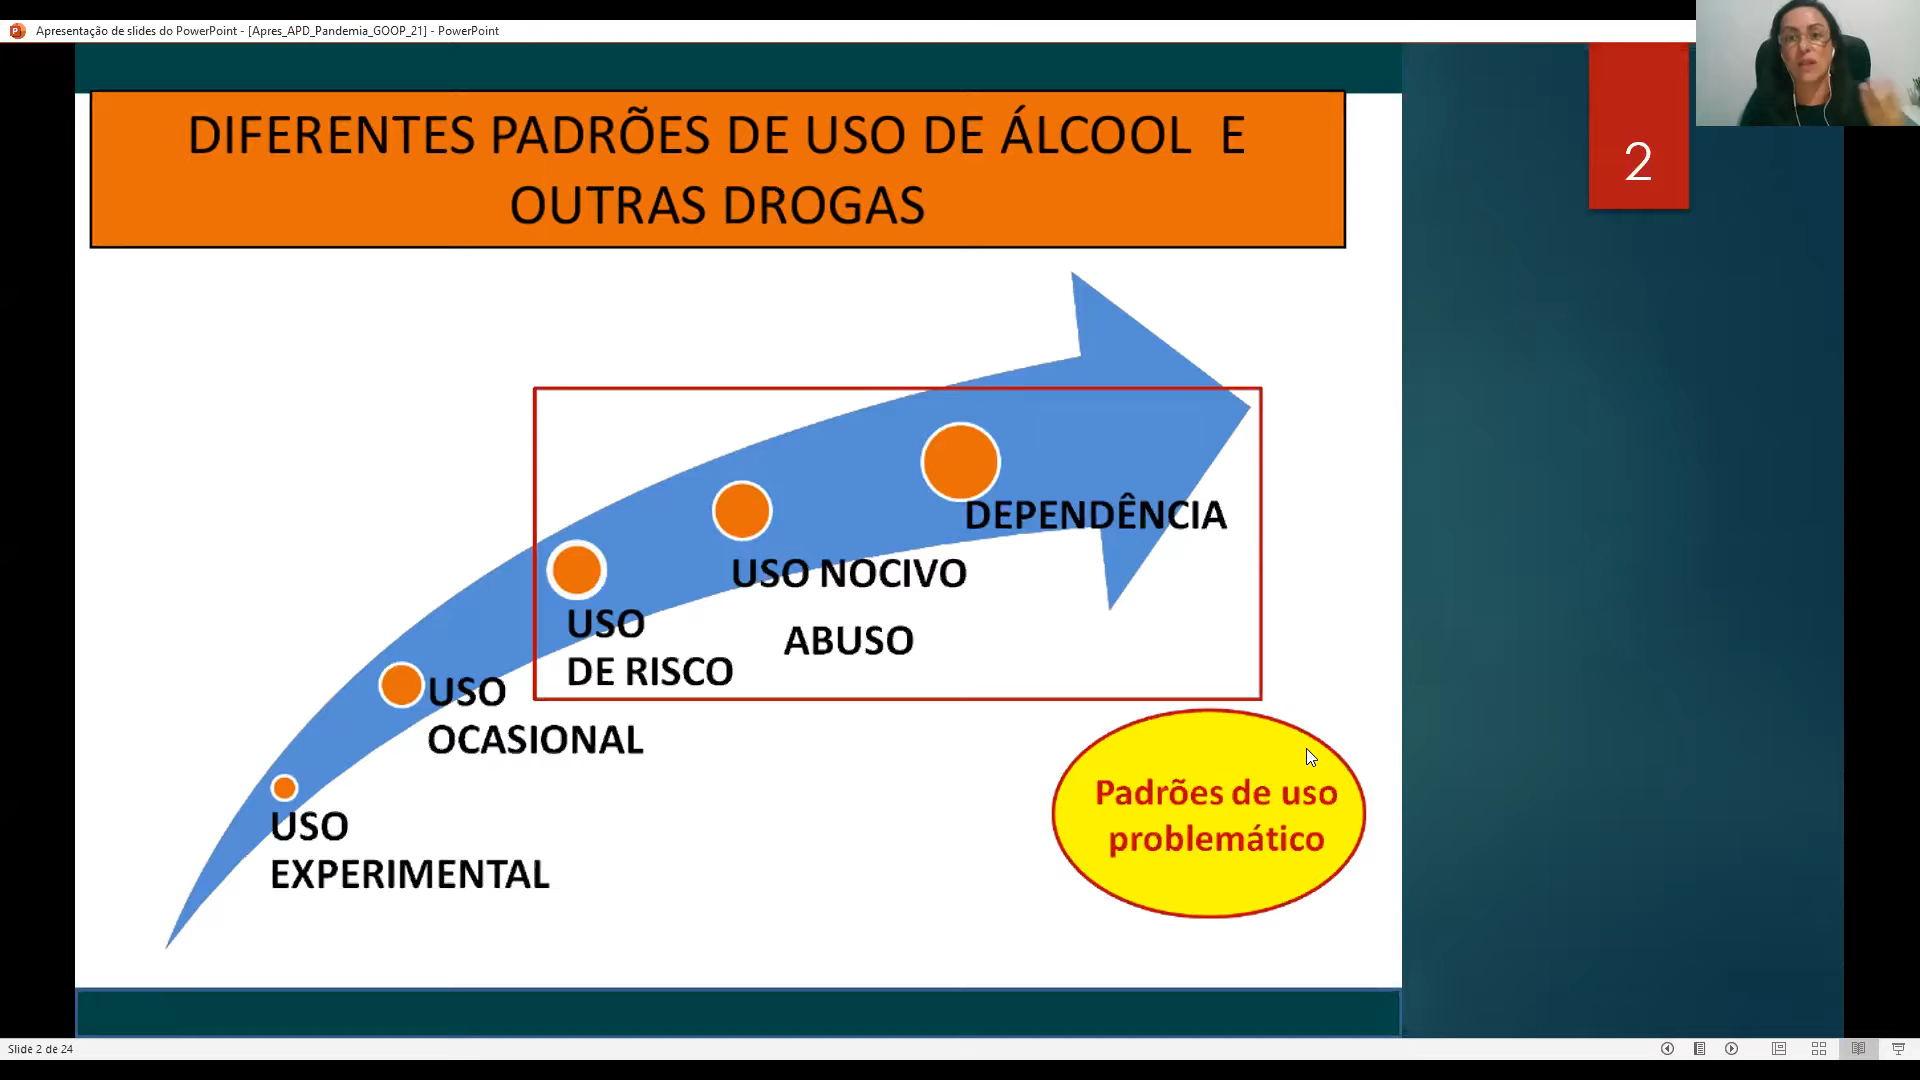 Apresentação de slides do PowerPoint - [Apres_APD_Pandemia_GOOP_21] - PowerPoint
2
DIFERENTES PADRÕES DE USO DE ÁLCOOL E
OUTRAS DROGAS
DEPENDÊNCIA
USO NOCIVO
ABUSO
USO
DE RISCO
USO
OCASIONAL
USO
EXPERIMENTAL
Padrões de uso
problemático
Slide 2 de 24